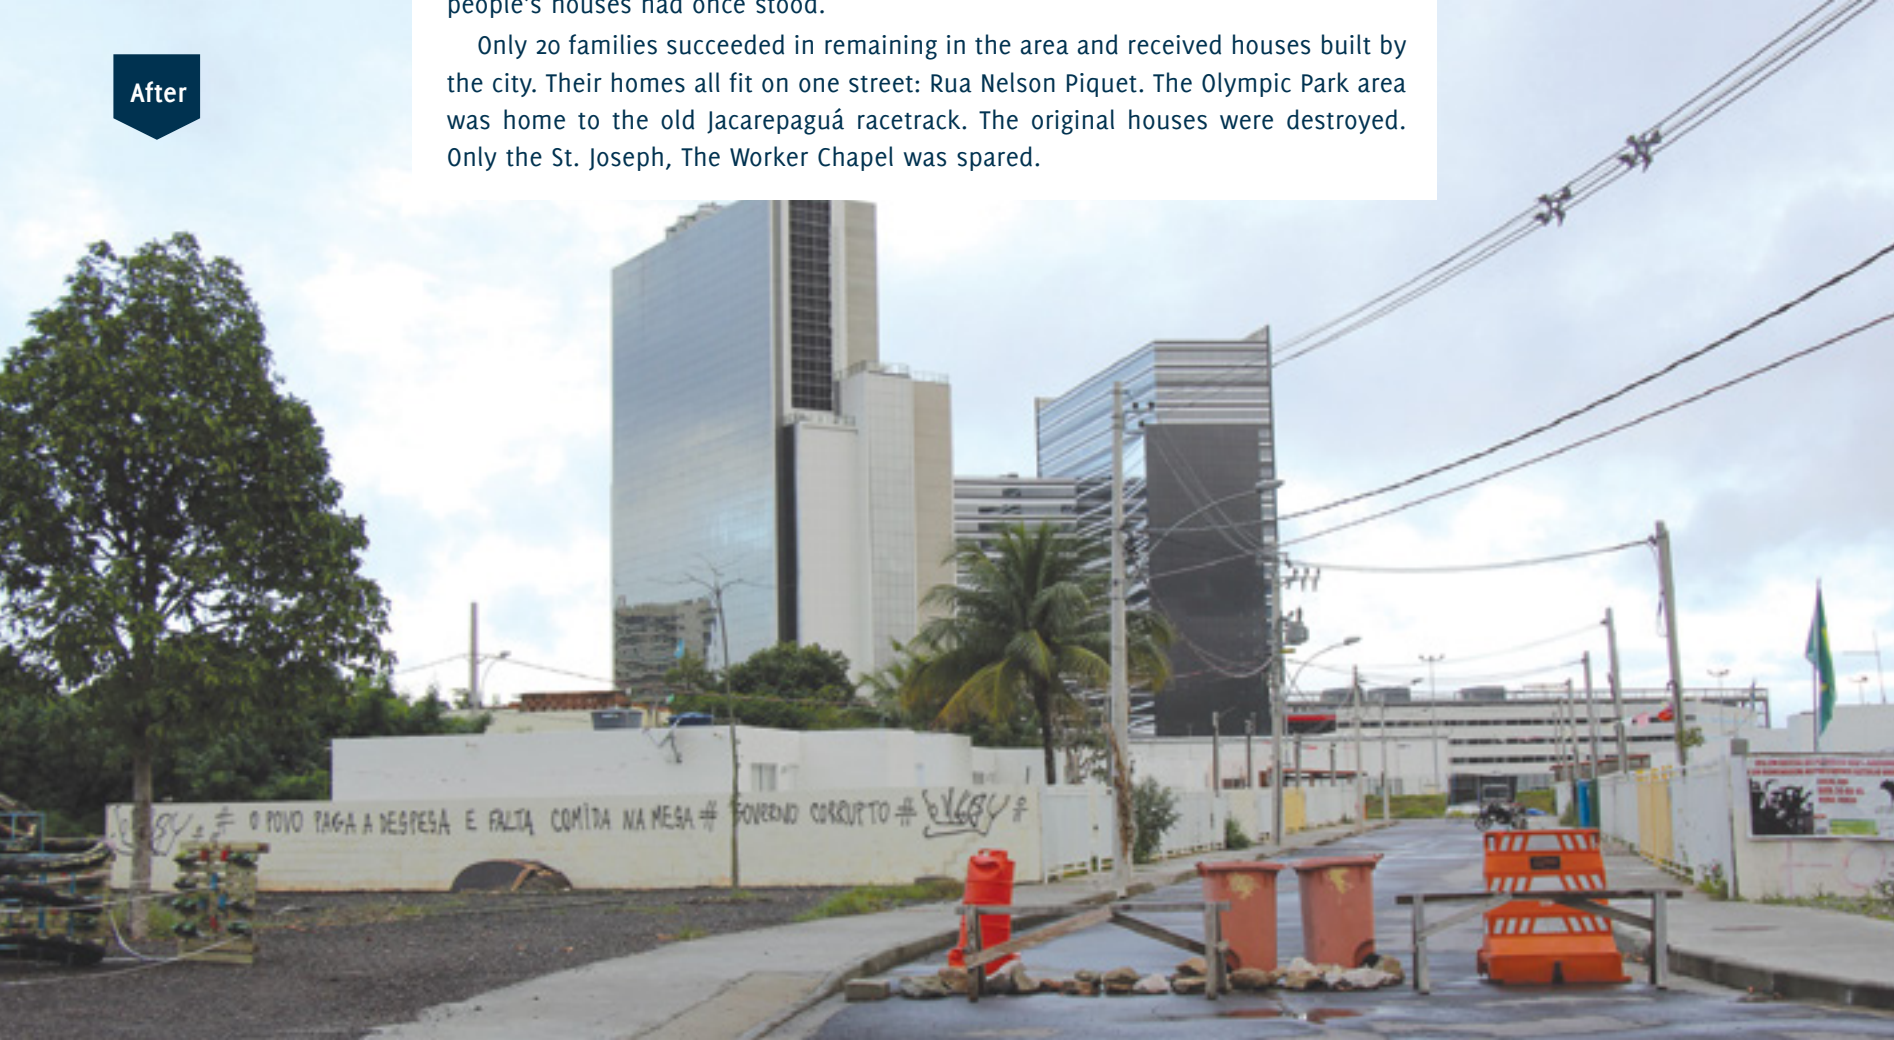 people's houses had once stood.
Only 20 families succeeded in remaining in the area and received houses built by
the city. Their homes all fit on one street: Rua Nelson Piquet. The Olympic Park area
was home to the old Jacarepaguá racetrack. The original houses were destroyed.
Only the St. Joseph, The Worker Chapel was spared.
After
# O POVO PAGA A DESPESA E FALTA COMIDA NA MESA # GOVERNO CORRUPTO # #